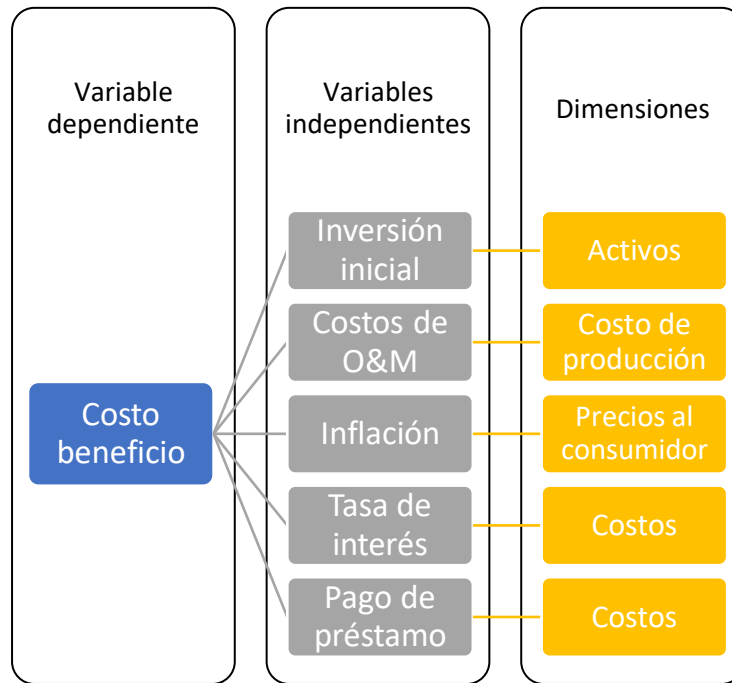 Variable
dependiente
Variables
independientes
Dimensiones
Costo
beneficio
Inversión
inicial
Activos
Costos de
O&M
Costo de
producción
Inflación
Precios al
consumidor
Tasa de
interés
Costos
Pago de
préstamo
Costos